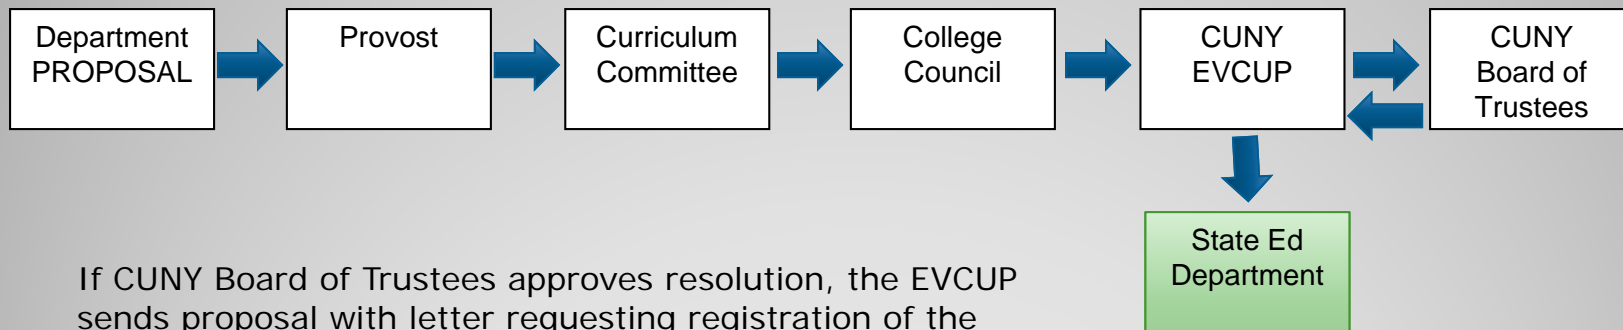 Department
PROPOSAL
Provost
Curriculum
Committee
College
Council
CUNY
EVCUP
CUNY
Board of
Trustees
State Ed
Department
If CUNY Board of Trustees approves resolution, the EVCUP
sends proposal with letter requesting registration of the